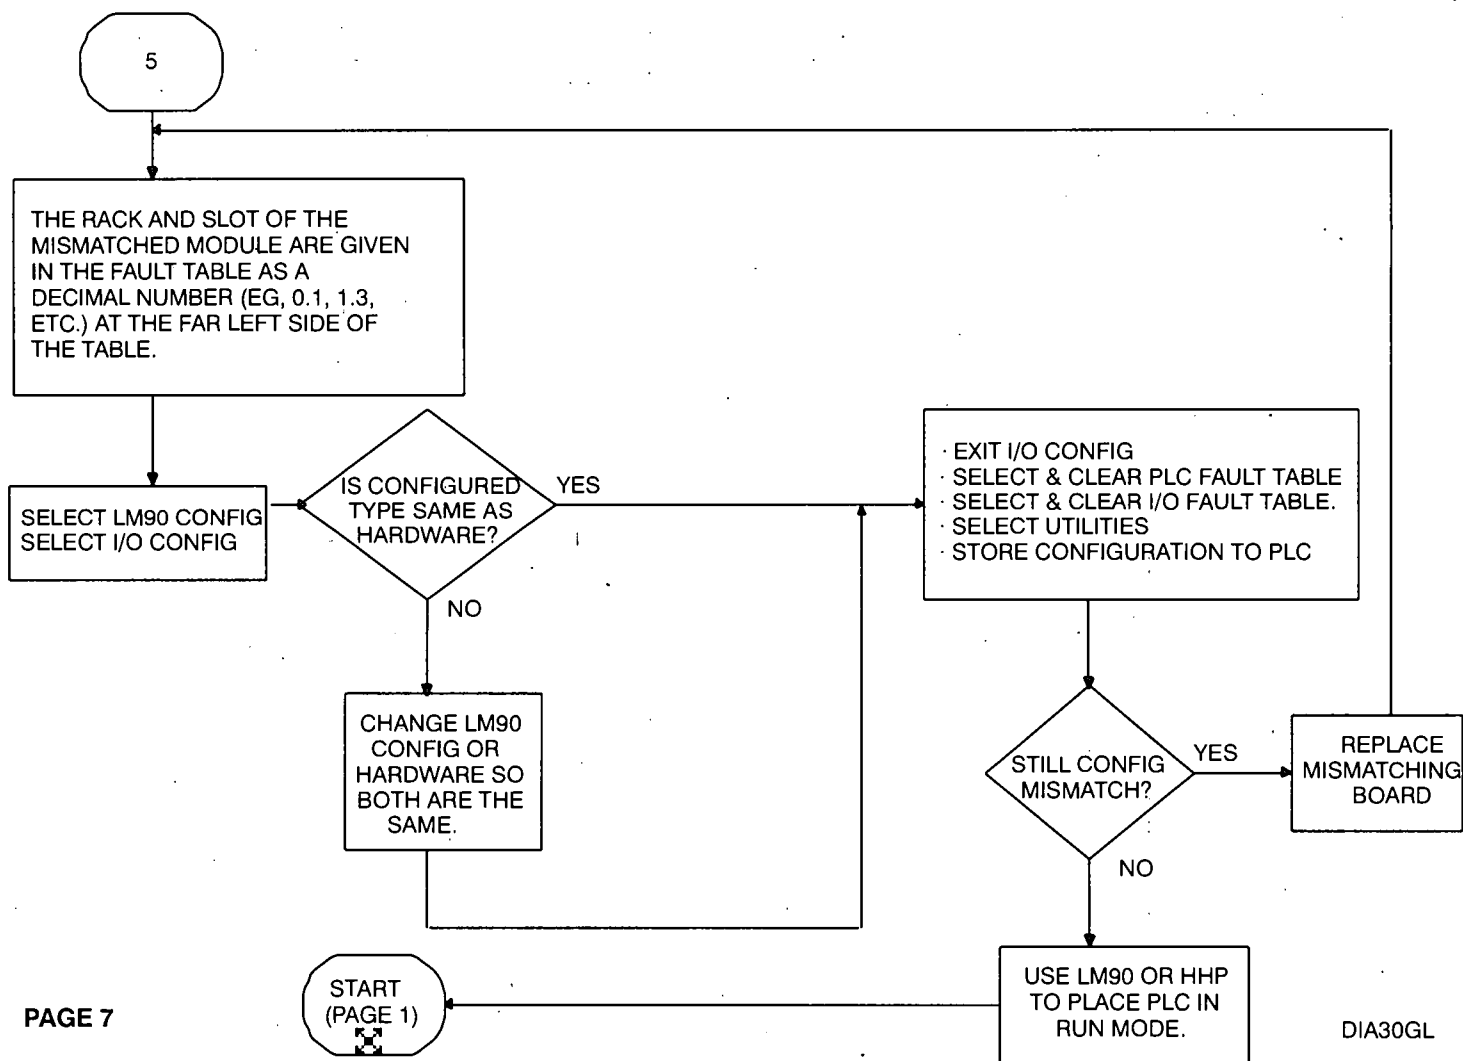 5
THE RACK AND SLOT OF THE
MISMATCHED MODULE ARE GIVEN
IN THE FAULT TABLE AS A
DECIMAL NUMBER (EG, 0.1, 1.3,
ETC.) AT THE FAR LEFT SIDE OF
THE TABLE.
SELECT LM90 CONFIG
SELECT I/O CONFIG
IS CONFIGURED
TYPE SAME AS
HARDWARE?
YES
NO
CHANGE LM90
CONFIG OR
HARDWARE SO
BOTH ARE THE
SAME.
· EXIT I/O CONFIG
· SELECT & CLEAR PLC FAULT TABLE
· SELECT & CLEAR I/O FAULT TABLE.
· SELECT UTILITIES
· STORE CONFIGURATION TO PLC
STILL CONFIG
MISMATCH?
YES
REPLACE
MISMATCHING
BOARD
NO
USE LM90 OR HHP
TO PLACE PLC IN
RUN MODE.
START
(PAGE 1)
PAGE 7
DIA30GL